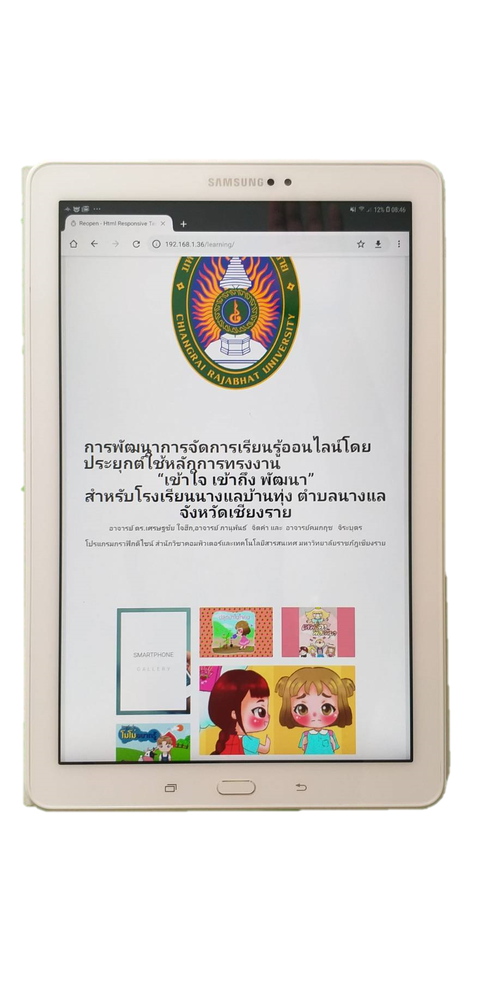 SAMSUNG
12% 08:46
Reopen - Html Responsive Te
192.168.1.36/learning/
CHIANGRAI RAJABHAT UNIVERSITY
การพัฒนาการจัดการเรียนรู้ออนไลน์โดย
ประยุกต์ใช้หลักการทรงงาน
“เข้าใจ เข้าถึง พัฒนา”
สำหรับโรงเรียนนางแลบ้านทุ่ง ตำบลนางแล
จังหวัดเชียงราย
อาจารย์ ดร.เศรษฐชัย ใจฮึก,อาจารย์ ภานุพันธ์ จิตคำ และ อาจารย์คมกฤช จิระบุตร
โปรแกรมกราฟิกดีไซน์ สำนักวิชาคอมพิวเตอร์และเทคโนโลยีสารสนเทศ มหาวิทยาลัยราชภัฏเชียงราย
SMARTPHONE
GALLERY
ปลูกป่าในใจคน
โมโม่อยากรู้